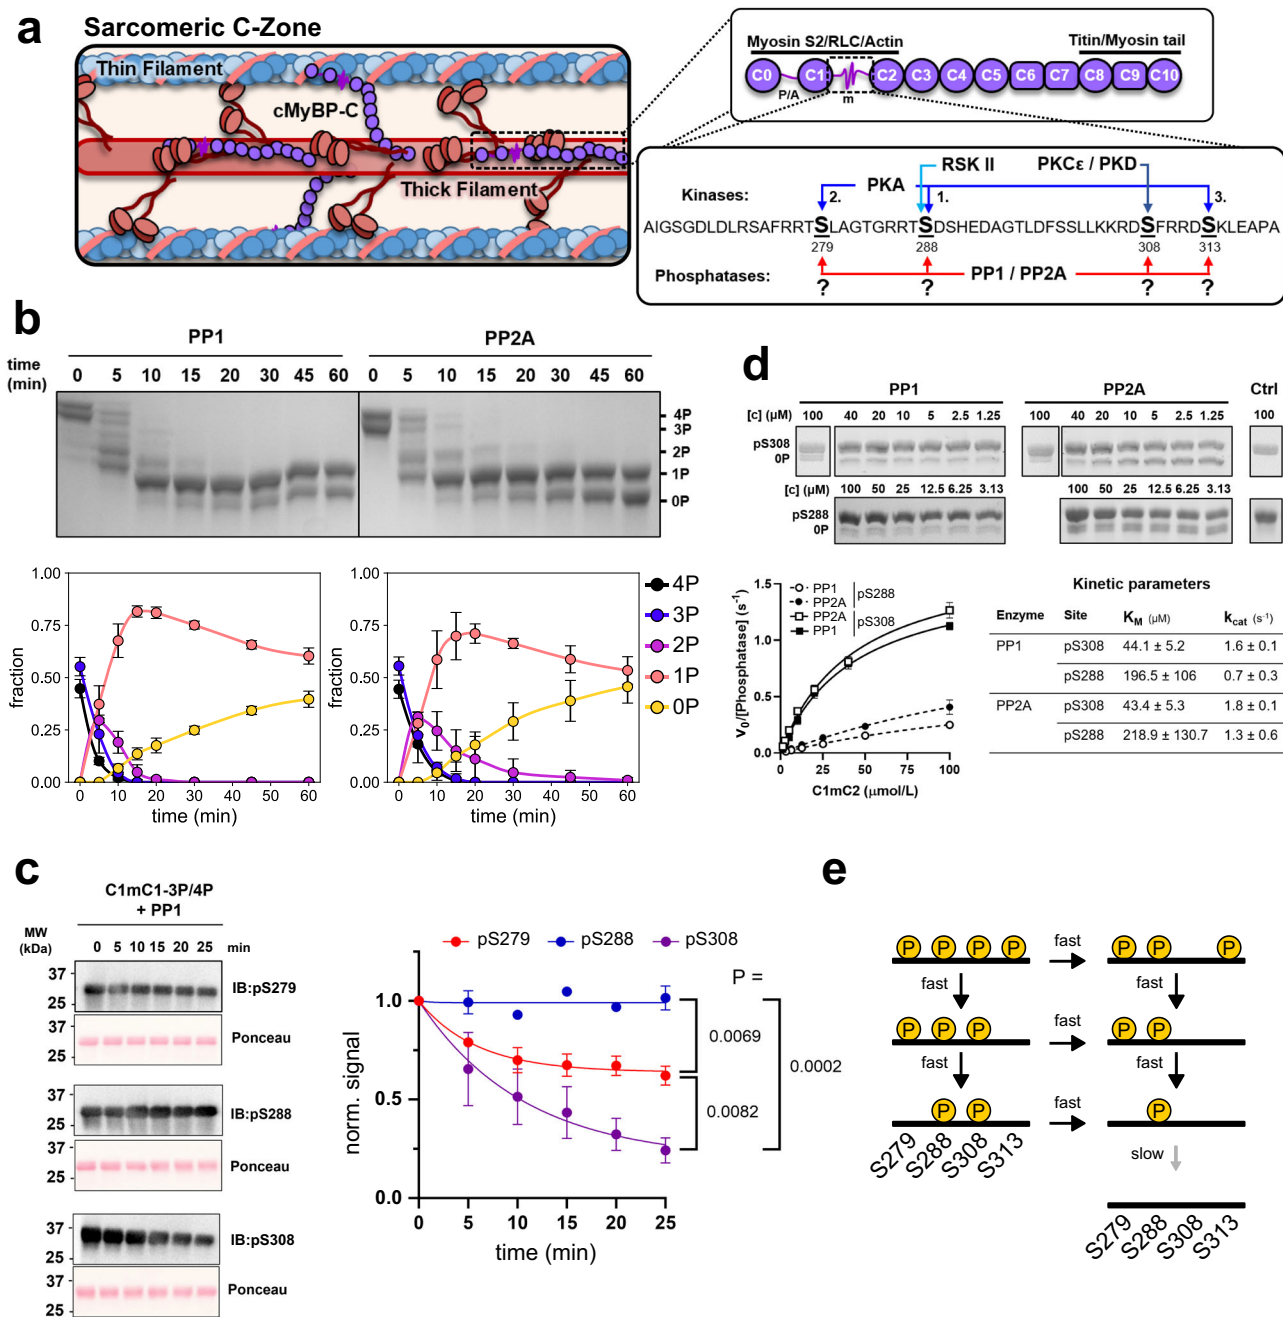 a
Sarcomeric C-Zone
Thin Filament
cMyBP-C
Thick Filament
Myosin S2/RLC/Actin
Titin/Myosin tail
C0 C1 C2 C3 C4 C5 C6 C7 C8 C9 C10
P/A
m
RSK II
PKCε / PKD
Kinases:
PKA
2.
1.
3.
AIGSGDLDLRSAFRRTSLAGTGRRTSDSHEDAGTLDFSSLLKKRDSFRRDSKLEAPA
279 288 308 313
Phosphatases:
PP1 / PP2A
? ? ? ?
b
PP1
PP2A
time
(min)
0 5 10 15 20 30 45 60
0 5 10 15 20 30 45 60
4P
3P
2P
1P
0P
1.00
0.75
0.50
0.25
0.00
fraction
0 10 20 30 40 50 60
time (min)
1.00
0.75
0.50
0.25
0.00
fraction
0 10 20 30 40 50 60
time (min)
4P
3P
2P
1P
0P
d
PP1
PP2A
Ctrl
[c] (µM)
100 40 20 10 5 2.5 1.25
100 40 20 10 5 2.5 1.25
100
pS308
0P
[c] (µM)
100 50 25 12.5 6.25 3.13
100 50 25 12.5 6.25 3.13
pS288
0P
V0/[Phosphatase] (s-1)
1.5
1.0
0.5
0.0
0 25 50 75 100
C1mC2 (µmol/L)
PP1
PP2A
pS288
PP2A
PP1
pS308
Kinetic parameters
Enzyme Site KM (µM) kcat (s-1)
PP1 pS308 44.1 ± 5.2 1.6 ± 0.1
pS288 196.5 ± 106 0.7 ± 0.3
PP2A pS308 43.4 ± 5.3 1.8 ± 0.1
pS288 218.9 ± 130.7 1.3 ± 0.6
c
C1mC1-3P/4P
+ PP1
MW
(kDa)
0 5 10 15 20 25 min
37
25
IB:pS279
37
25
Ponceau
37
25
IB:pS288
37
25
Ponceau
37
25
IB:pS308
37
25
Ponceau
pS279 pS288 pS308
P =
0.0069
0.0002
0.0082
norm. signal
1.0
0.5
0.0
0 5 10 15 20 25
time (min)
e
P P P P
fast
P P P
fast
fast
P P P
fast
P P
fast
fast
P P
fast
P
slow
S279 S288 S308 S313
S279 S288 S308 S313